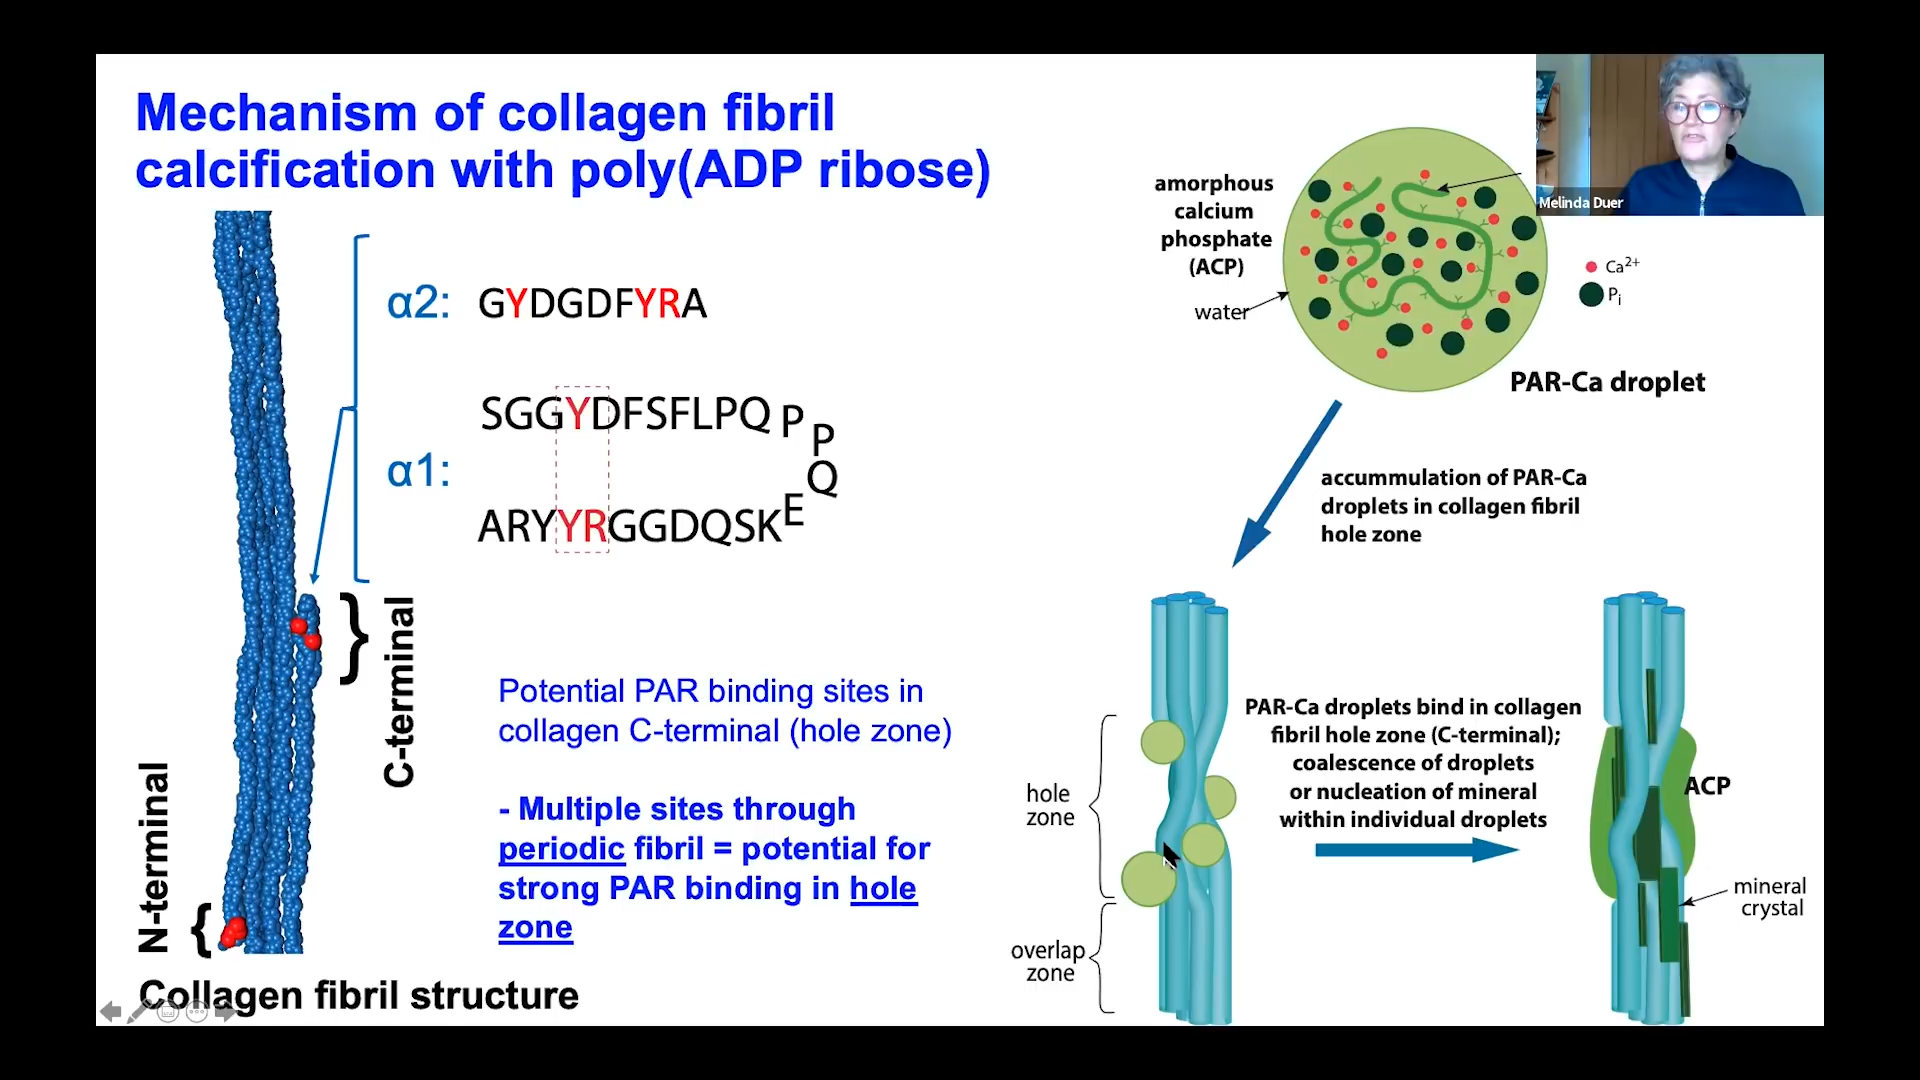 Mechanism of collagen fibril
calcification with poly(ADP ribose)
α2: GYDGDFYRA
α1:
SGGYDFSFLPQPPQE
ARYYRGGDQSK
C-terminal
N-terminal
Collagen fibril structure
Potential PAR binding sites in
collagen C-terminal (hole zone)
- Multiple sites through
periodic fibril = potential for
strong PAR binding in hole
zone
amorphous
calcium
phosphate
(ACP)
water
Melinda Duer
Ca2+
Pi
PAR-Ca droplet
accummulation of PAR-Ca
droplets in collagen fibril
hole zone
hole
zone
overlap
zone
PAR-Ca droplets bind in collagen
fibril hole zone (C-terminal);
coalescence of droplets
or nucleation of mineral
within individual droplets
ACP
mineral
crystal